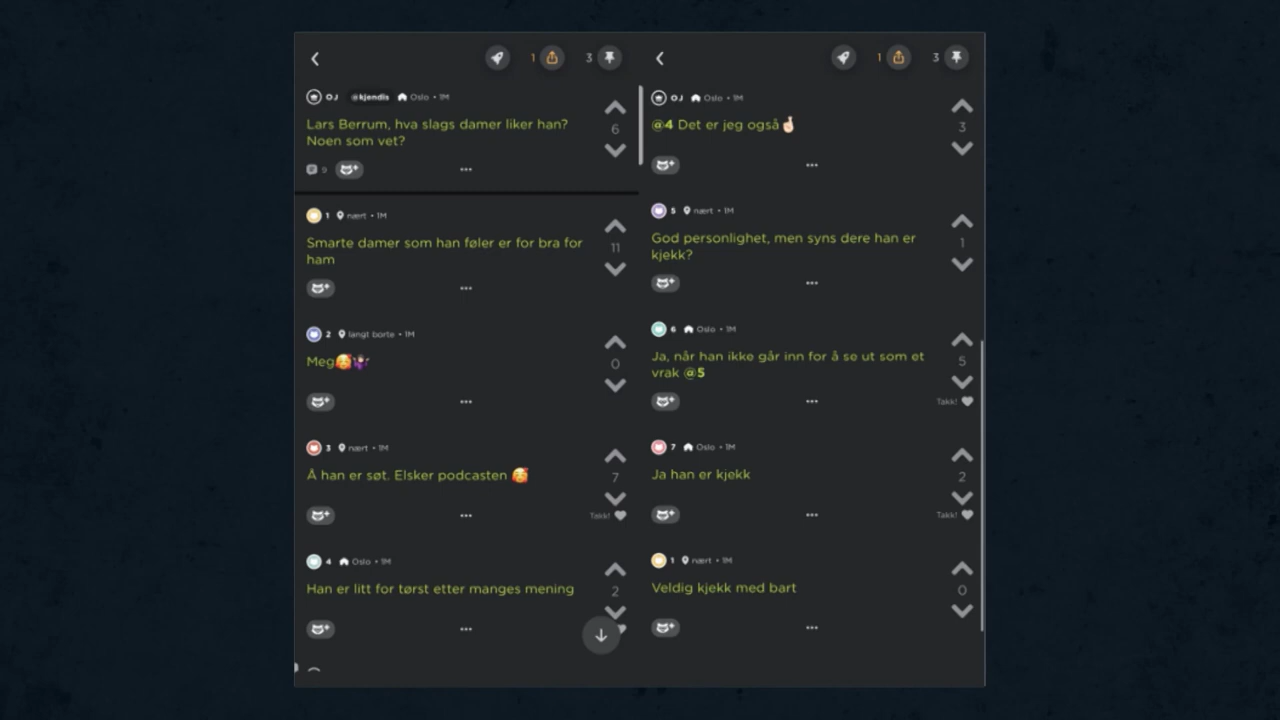 1
3
OJ @kjendis Oslo • 1M
Lars Berrum, hva slags damer liker han?
Noen som vet?
6
9
1 nært • 1M
Smarte damer som han føler er for bra for
ham
11
2 langt borte • 1M
Meg🥰🤷🏻‍♀️
0
3 nært • 1M
Å han er søt. Elsker podcasten 🥰
7
Takk!
4 Oslo • 1M
Han er litt for tørst etter manges mening
2
1
3
OJ Oslo • 1M
@4 Det er jeg også🤞🏻
3
5 nært • 1M
God personlighet, men syns dere han er
kjekk?
1
6 Oslo • 1M
Ja, når han ikke går inn for å se ut som et
vrak @5
5
Takk!
7 Oslo • 1M
Ja han er kjekk
2
Takk!
1 nært • 1M
Veldig kjekk med bart
0